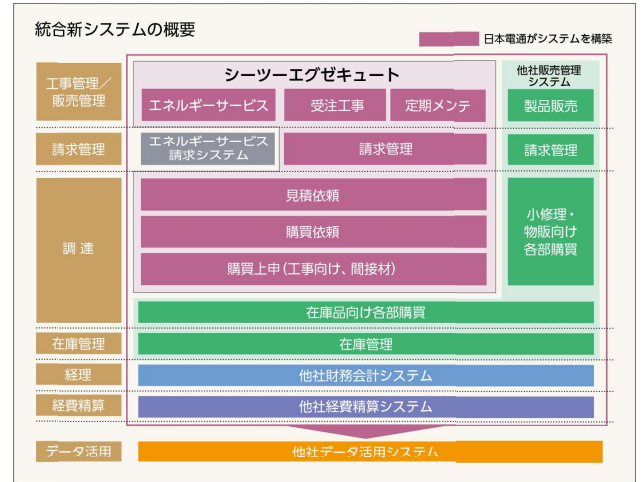 統合新システムの概要
日本電通がシステムを構築
工事管理／
販売管理
シーツーエグゼキュート
エネルギーサービス
受注工事
定期メンテ
他社販売管理
システム
製品販売
請求管理
エネルギーサービス
請求システム
請求管理
請求管理
調達
見積依頼
購買依頼
購買上申(工事向け、間接材)
小修理・
物販向け
各部購買
在庫品向け各部購買
在庫管理
在庫管理
経理
他社財務会計システム
経費精算
他社経費精算システム
データ活用
他社データ活用システム